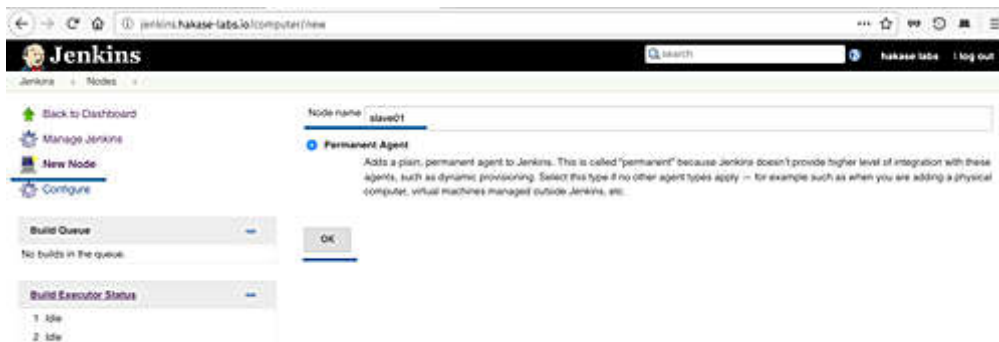 jenkins.hakase-labs.io/computer/new
Jenkins
search
hakase labs
log out
Jenkins
Nodes
Back to Dashboard
Manage Jenkins
New Node
Configure
Node name
slave01
Permanent Agent
Adds a plain, permanent agent to Jenkins. This is called "permanent" because Jenkins doesn't provide higher level of integration with these
agents, such as dynamic provisioning. Select this type if no other agent types apply — for example such as when you are adding a physical
computer, virtual machines managed outside Jenkins, etc.
OK
Build Queue
No builds in the queue.
Build Executor Status
1 Idle
2 Idle